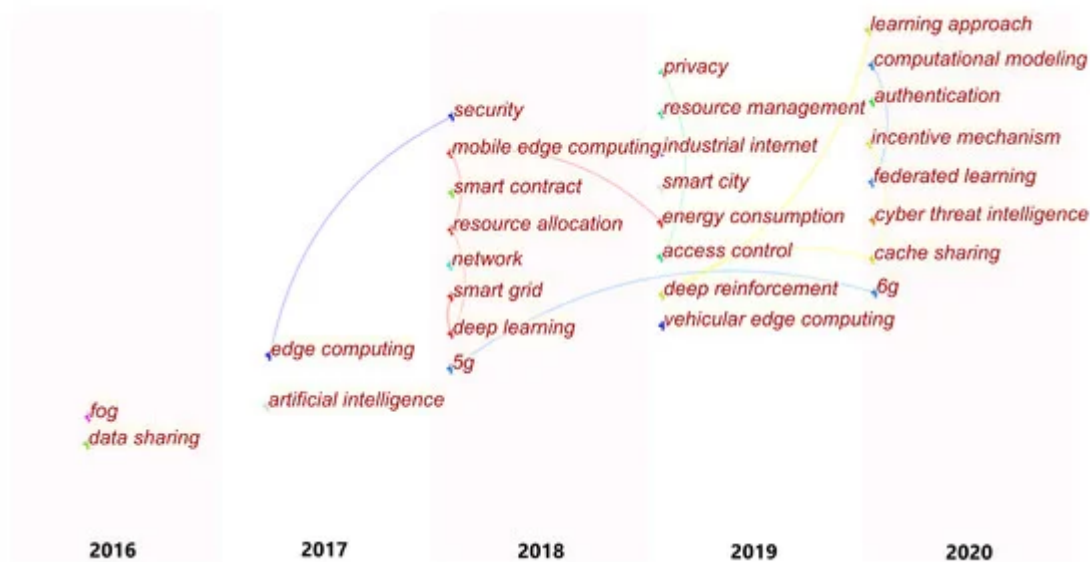 fog
data sharing
2016
edge computing
artificial intelligence
2017
security
mobile edge computing
smart contract
resource allocation
network
smart grid
deep learning
5g
2018
privacy
resource management
industrial internet
smart city
energy consumption
access control
deep reinforcement
vehicular edge computing
2019
learning approach
computational modeling
authentication
incentive mechanism
federated learning
cyber threat intelligence
cache sharing
6g
2020